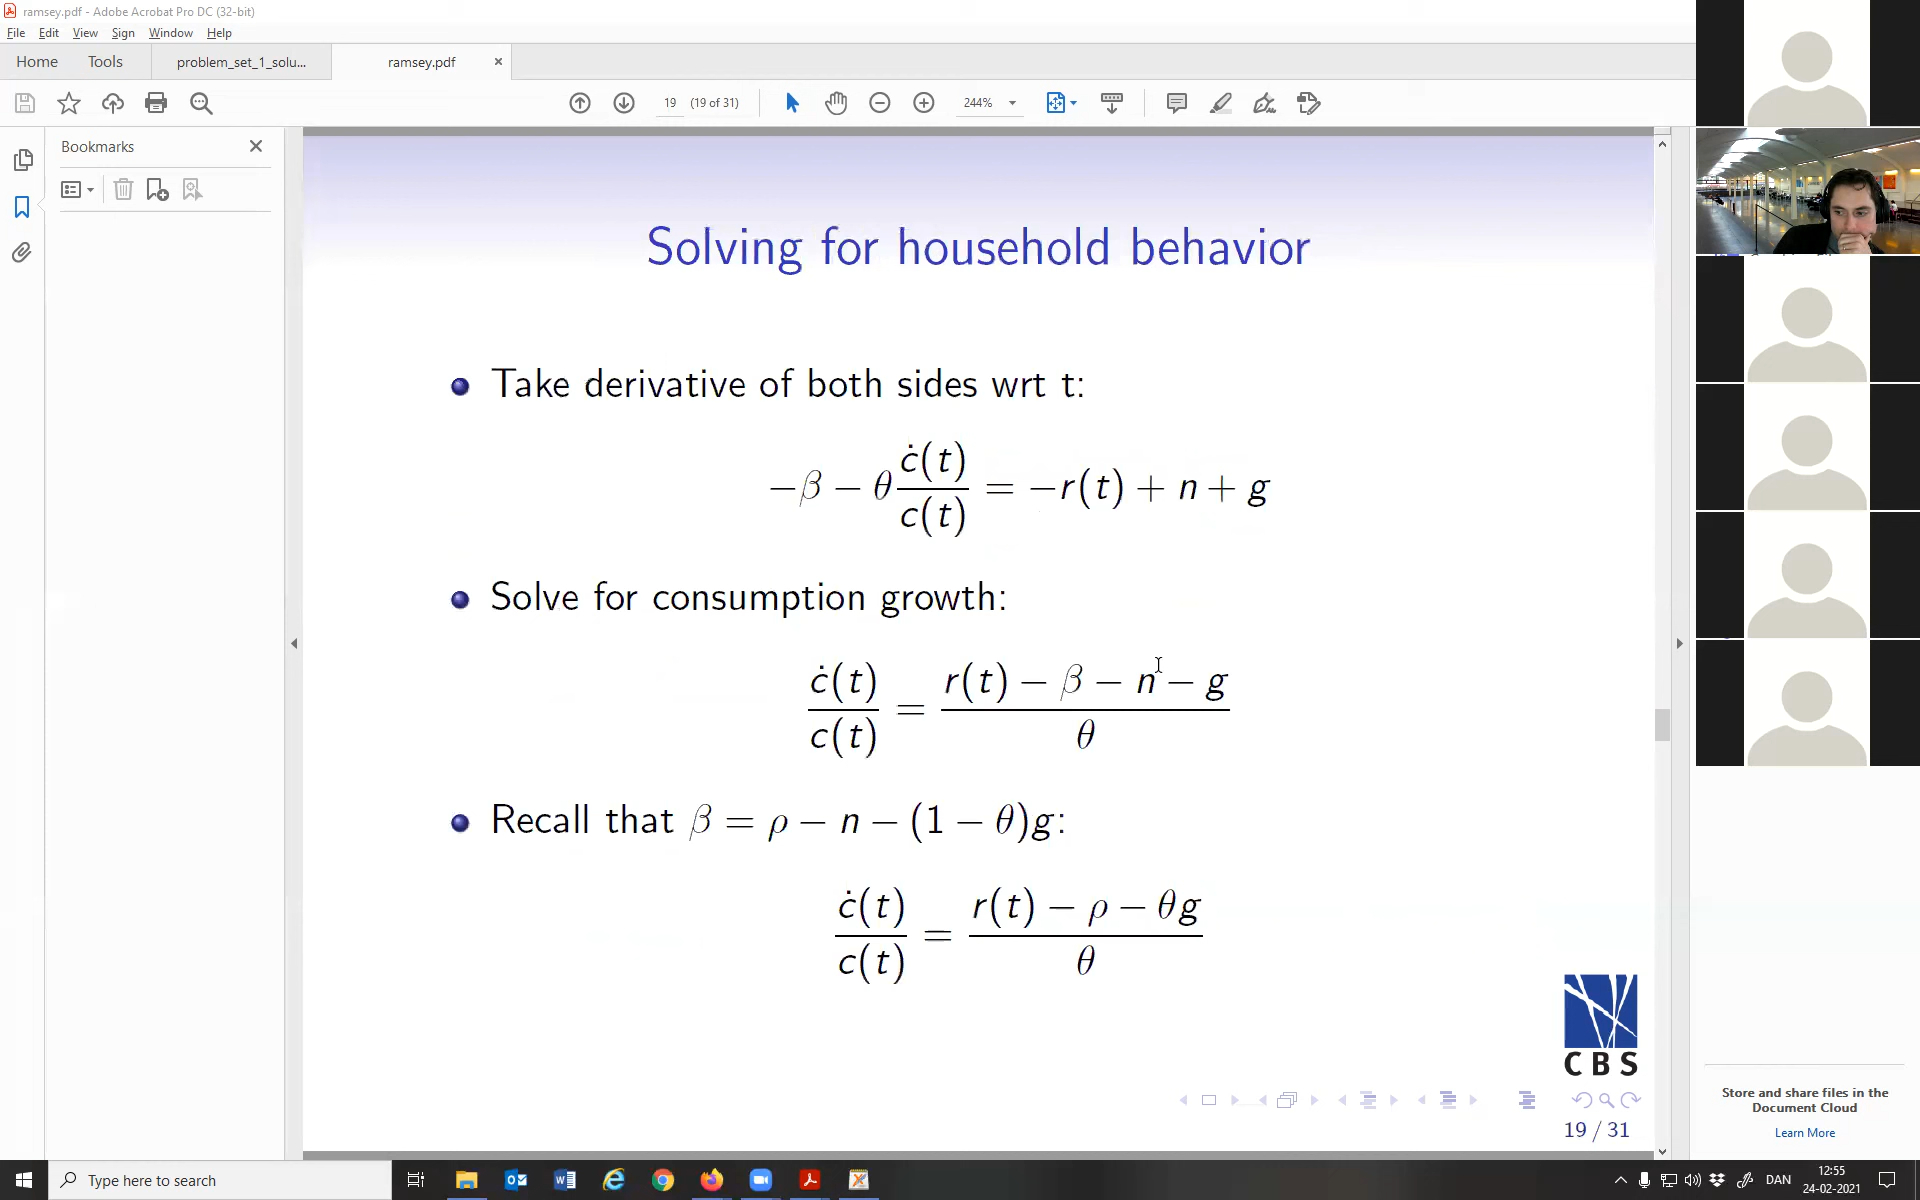 ramsey.pdf - Adobe Acrobat Pro DC (32-bit)
File Edit View Sign Window Help
Home Tools problem_set_1_solu... ramsey.pdf ×
19 (19 of 31) 244%
Bookmarks
Solving for household behavior
Take derivative of both sides wrt t:
−β − θ ċ(t)/c(t) = −r(t) + n + g
Solve for consumption growth:
ċ(t)/c(t) = (r(t) − β − n − g)/θ
Recall that β = ρ − n − (1 − θ)g:
ċ(t)/c(t) = (r(t) − ρ − θg)/θ
CBS
19 / 31
Store and share files in the
Document Cloud
Learn More
Type here to search
DAN
12:55
24-02-2021